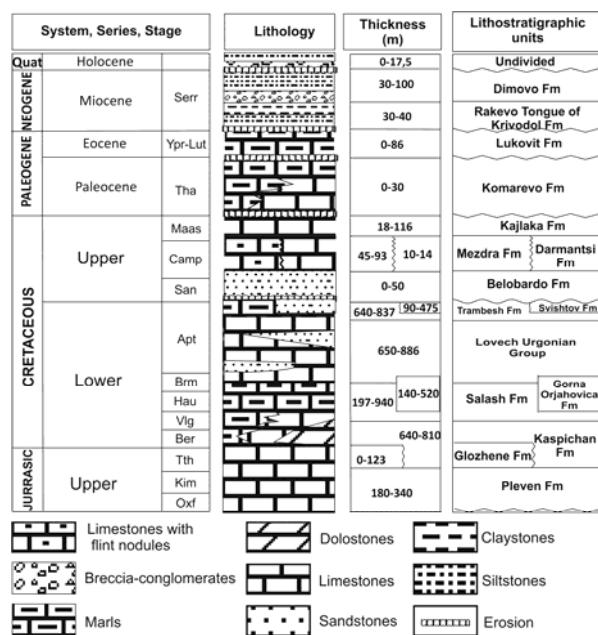 System, Series, Stage
Lithology
Thickness
(m)
Lithostratigraphic
units
Quat
Holocene
0-17,5
Undivided
NEOGENE
Miocene
Serr
30-100
Dimovo Fm
30-40
Rakevo Tongue of
Krivodol Fm
PALEOGENE
Eocene
Ypr-Lut
0-86
Lukovit Fm
Paleocene
Tha
0-30
Komarevo Fm
CRETACEOUS
Upper
Maas
18-116
Kajlaka Fm
Camp
45-93
10-14
Mezdra Fm
Darmantsi
Fm
San
0-50
Belobardo Fm
Lower
Apt
640-837
90-475
Trambesh Fm
Svishtov Fm
650-886
Lovech Urgonian
Group
Brm
Hau
197-940
140-520
Salash Fm
Gorna
Orjahovica
Fm
Vlg
Ber
640-810
Kaspichan
Fm
JURRASIC
Upper
Tth
0-123
Glozhene Fm
Kim
Oxf
180-340
Pleven Fm
Limestones with
flint nodules
Dolostones
Claystones
Breccia-conglomerates
Limestones
Siltstones
Marls
Sandstones
Erosion